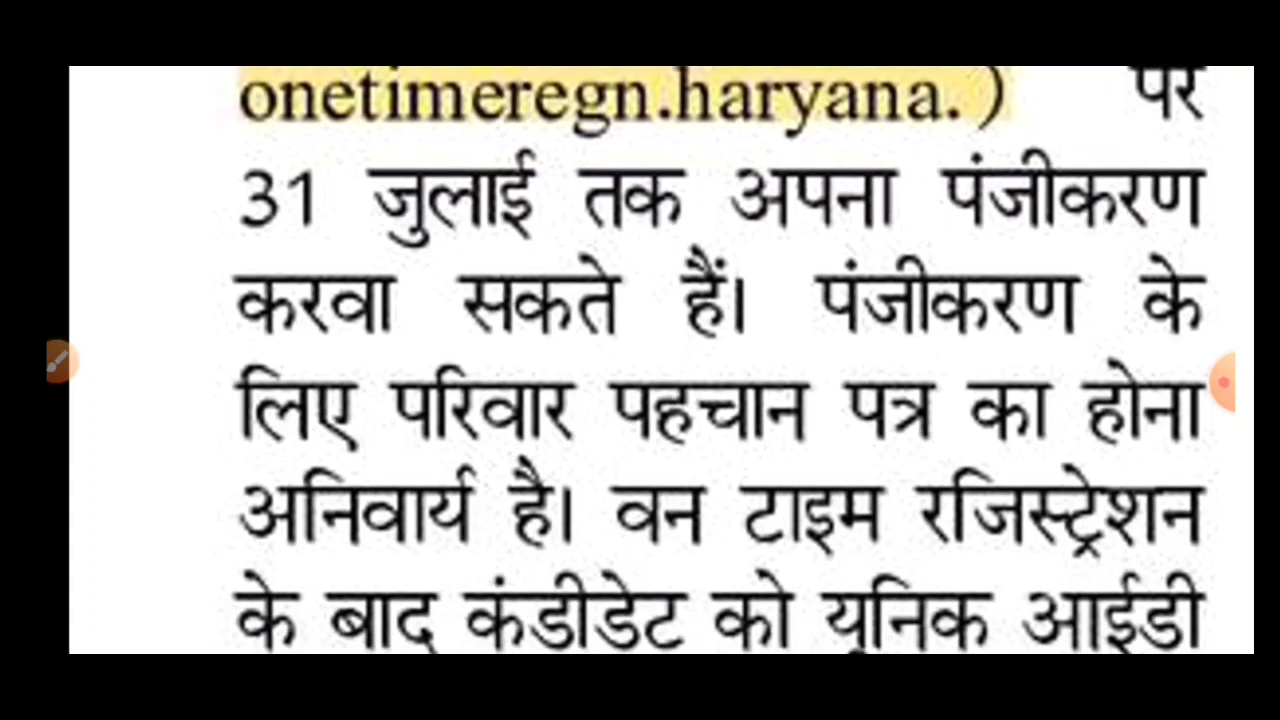 onetimeregn.haryana.) पर
31 जुलाई तक अपना पंजीकरण
करवा सकते हैं। पंजीकरण के
लिए परिवार पहचान पत्र का होना
अनिवार्य है। वन टाइम रजिस्ट्रेशन
के बाद कंडीडेट को यूनिक आईडी